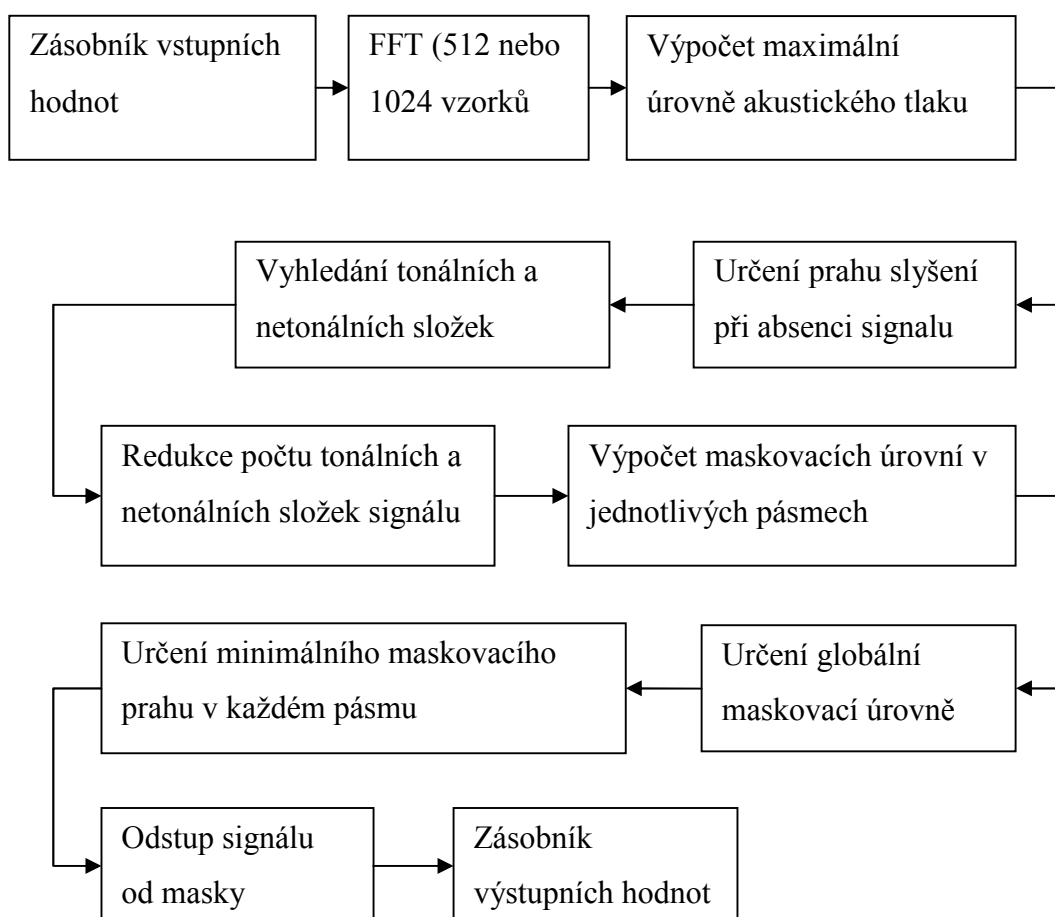 Zásobník vstupních
hodnot
FFT (512 nebo
1024 vzorků
Výpočet maximální
úrovně akustického tlaku
Určení prahu slyšení
při absenci signalu
Vyhledání tonálních a
netonálních složek
Redukce počtu tonálních a
netonálních složek signálu
Výpočet maskovacích úrovní v
jednotlivých pásmech
Určení globální
maskovací úrovně
Určení minimálního maskovacího
prahu v každém pásmu
Odstup signálu
od masky
Zásobník
výstupních hodnot